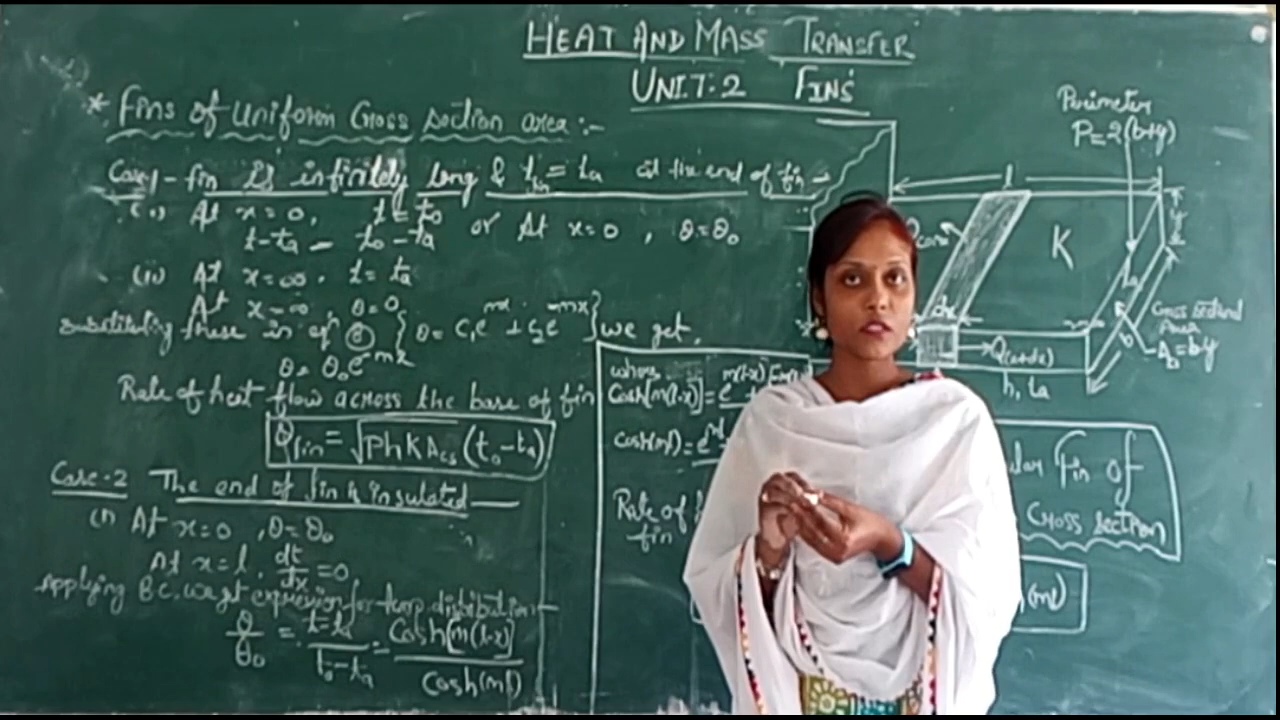 HEAT AND MASS TRANSFER
UNIT:2 FINS
* Fins of Uniform Cross section area :-
Case 1 - fin is infinitely long & t_fin = ta at the end of fin -
(i) At x=0, t = to
t-ta = to-ta or At x=0, θ=θo
(ii) At x=∞, t=ta
At x=∞, θ=0
substituting these in eqn ② {θ = C₁e^mx + C₂e^-mx} we get,
θ = θo e^-mx
Rate of heat flow across the base of fin
Q fin = √PhKAcs (to-ta)
Case-2 The end of fin is insulated
(i) At x=0, θ=θo
At x=l, dt/dx =0
Applying B.C. we get expression for temp distribution-
θ/θo = t-ta/to-ta = Cosh[m(l-x)]/Cosh(ml)
where
Cosh[m(l-x)] = e^m(l-x)
cosh(ml)= e^ml
Rate of
fin
Perimeter
P=2(b+y)
l
y
K
Qconv
dx
Q(x+dx)
h, ta
b
Cross sectional
Area
=b·y
Fin of
Cross section
(ml)